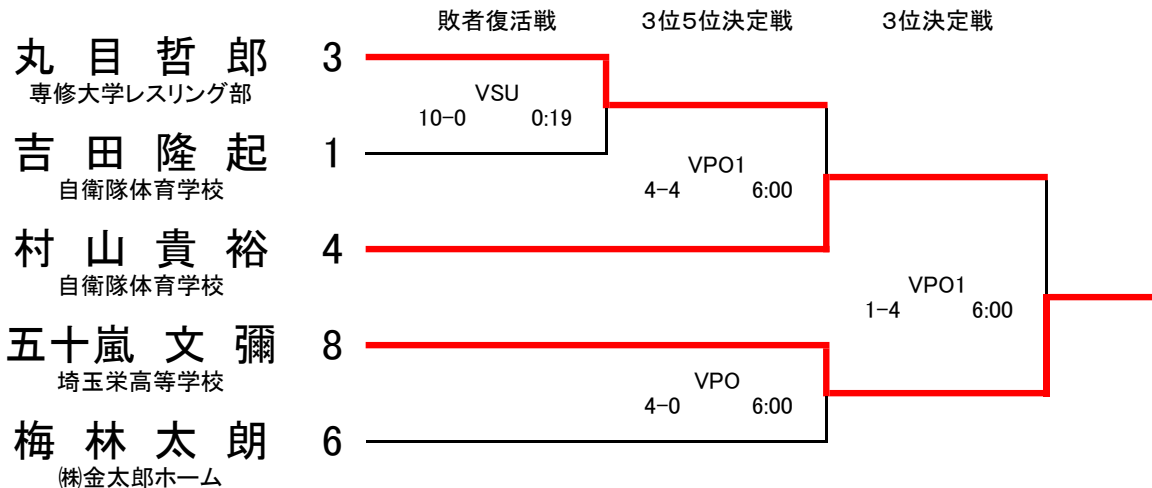 敗者復活戦 3位5位決定戦 3位決定戦
丸目哲郎 3
専修大学レスリング部
VSU
10-0 0:19
吉田隆起 1
自衛隊体育学校
VPO1
4-4 6:00
村山貴裕 4
自衛隊体育学校
VPO1
1-4 6:00
五十嵐文彌 8
埼玉栄高等学校
VPO
4-0 6:00
梅林太朗 6
㈱金太郎ホーム